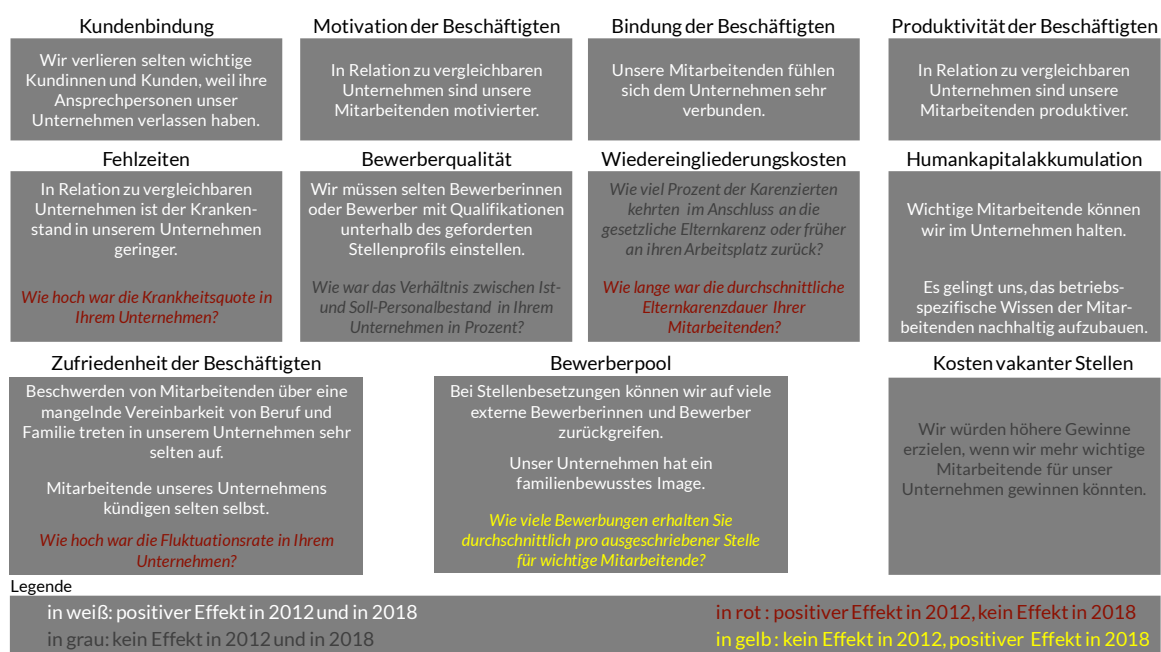 Kundenbindung
Wir verlieren selten wichtige
Kundinnen und Kunden, weil ihre
Ansprechpersonen unser
Unternehmen verlassen haben.
Motivation der Beschäftigten
In Relation zu vergleichbaren
Unternehmen sind unsere
Mitarbeitenden motivierter.
Bindung der Beschäftigten
Unsere Mitarbeitenden fühlen
sich dem Unternehmen sehr
verbunden.
Produktivität der Beschäftigten
In Relation zu vergleichbaren
Unternehmen sind unsere
Mitarbeitenden produktiver.
Fehlzeiten
In Relation zu vergleichbaren
Unternehmen ist der Kranken-
stand in unserem Unternehmen
geringer.
Wie hoch war die Krankheitsquote in
Ihrem Unternehmen?
Bewerberqualität
Wir müssen selten Bewerberinnen
oder Bewerber mit Qualifikationen
unterhalb des geforderten
Stellenprofils einstellen.
Wie war das Verhältnis zwischen Ist-
und Soll-Personalbestand in Ihrem
Unternehmen in Prozent?
Wiedereingliederungskosten
Wie viel Prozent der Karenzierten
kehrten im Anschluss an die
gesetzliche Elternkarenz oder früher
an ihren Arbeitsplatz zurück?
Wie lange war die durchschnittliche
Elternkarenzdauer Ihrer
Mitarbeitenden?
Humankapitalakkumulation
Wichtige Mitarbeitende können
wir im Unternehmen halten.
Es gelingt uns, das betriebs-
spezifische Wissen der Mitar-
beitenden nachhaltig aufzubauen.
Zufriedenheit der Beschäftigten
Beschwerden von Mitarbeitenden über eine
mangelnde Vereinbarkeit von Beruf und
Familie treten in unserem Unternehmen sehr
selten auf.
Mitarbeitende unseres Unternehmens
kündigen selten selbst.
Wie hoch war die Fluktuationsrate in Ihrem
Unternehmen?
Bewerberpool
Bei Stellenbesetzungen können wir auf viele
externe Bewerberinnen und Bewerber
zurückgreifen.
Unser Unternehmen hat ein
familienbewusstes Image.
Wie viele Bewerbungen erhalten Sie
durchschnittlich pro ausgeschriebener Stelle
für wichtige Mitarbeitende?
Kosten vakanter Stellen
Wir würden höhere Gewinne
erzielen, wenn wir mehr wichtige
Mitarbeitende für unser
Unternehmen gewinnen könnten.
Legende
in weiß: positiver Effekt in 2012 und in 2018
in grau: kein Effekt in 2012 und in 2018
in rot : positiver Effekt in 2012, kein Effekt in 2018
in gelb : kein Effekt in 2012, positiver Effekt in 2018